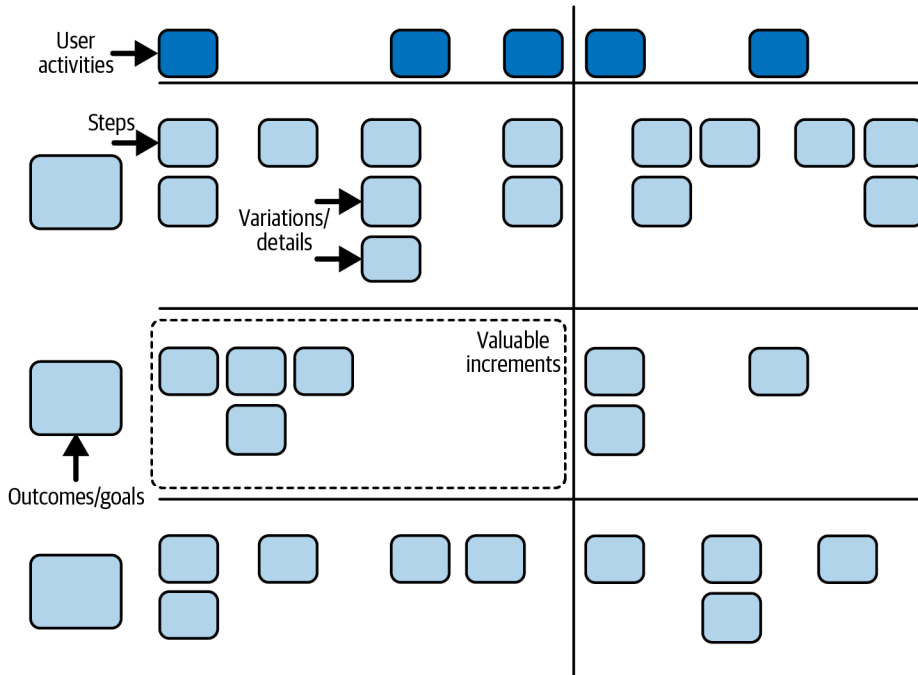 User
activities
Steps
Variations/
details
Valuable
increments
Outcomes/goals